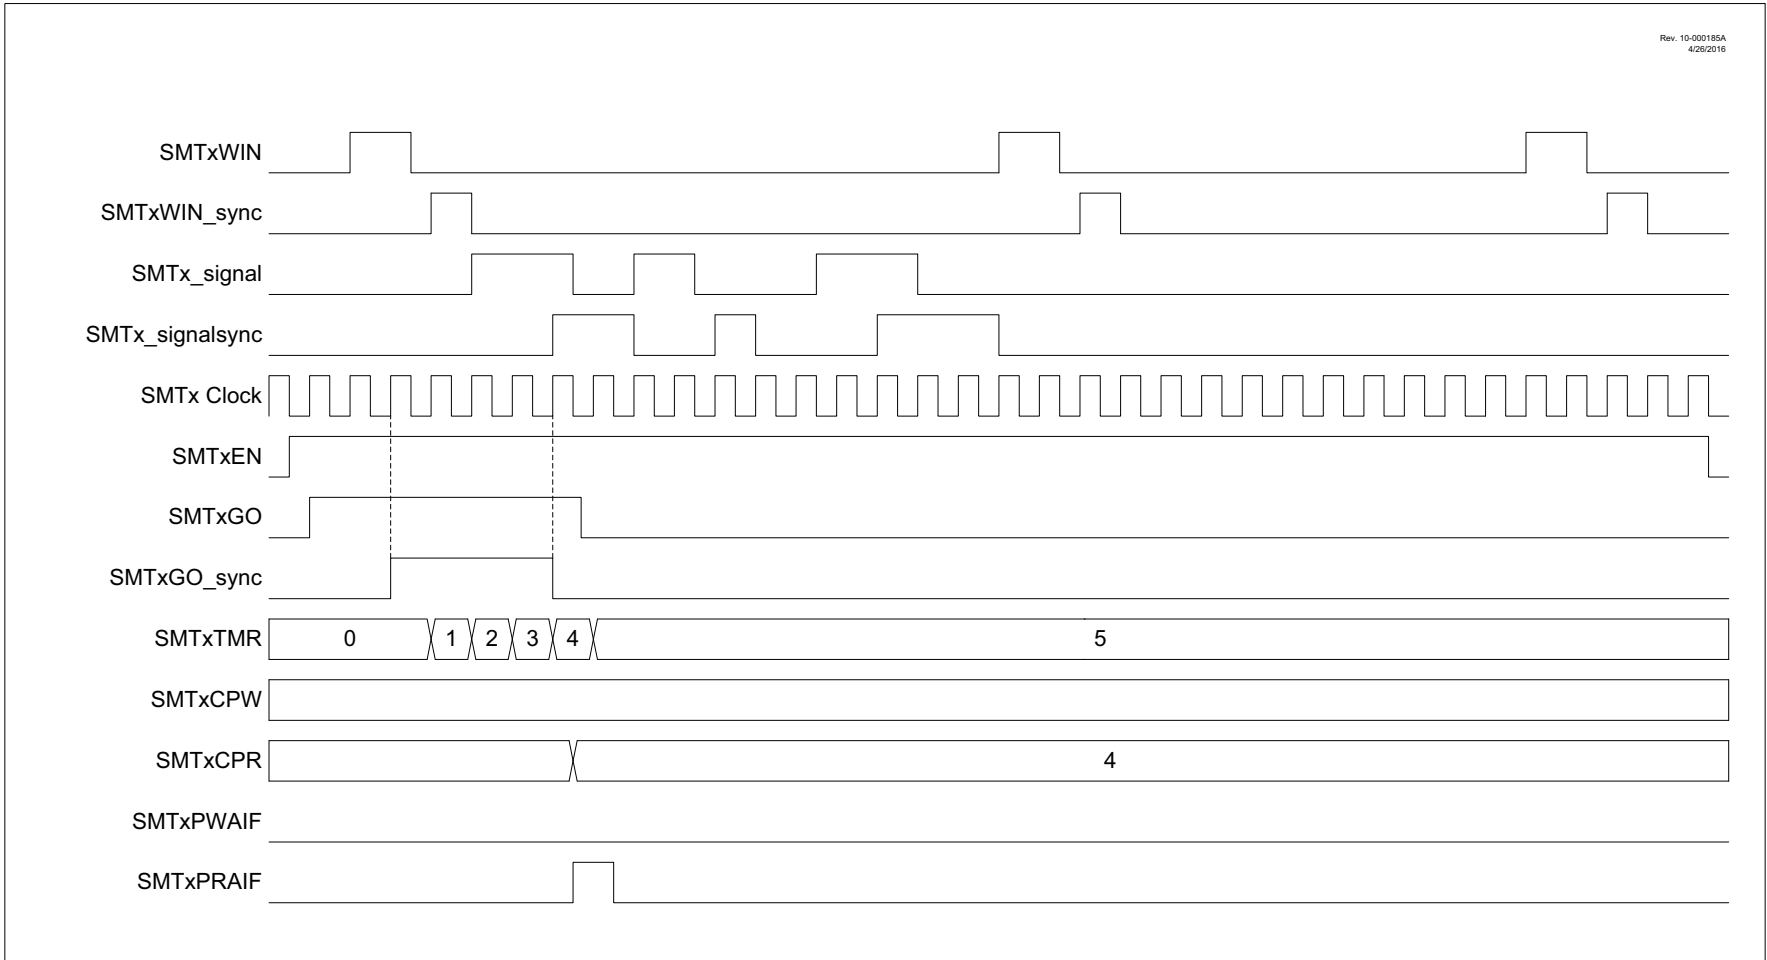 Rev. 10-000185A
4/26/2016
SMTxWIN
SMTxWIN_sync
SMTx_signal
SMTx_signalsync
SMTx Clock
SMTxEN
SMTxGO
SMTxGO_sync
SMTxTMR 0 1 2 3 4 5
SMTxCPW
SMTxCPR 4
SMTxPWAIF
SMTxPRAIF